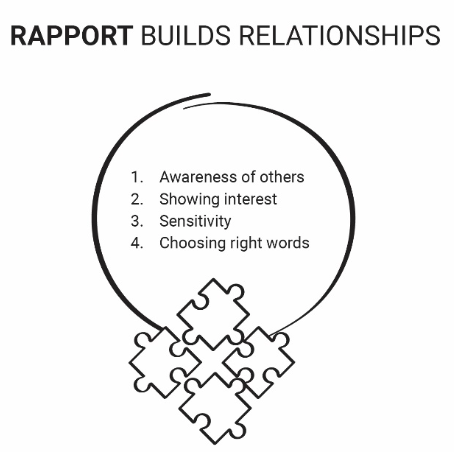 RAPPORT BUILDS RELATIONSHIPS
1. Awareness of others
2. Showing interest
3. Sensitivity
4. Choosing right words